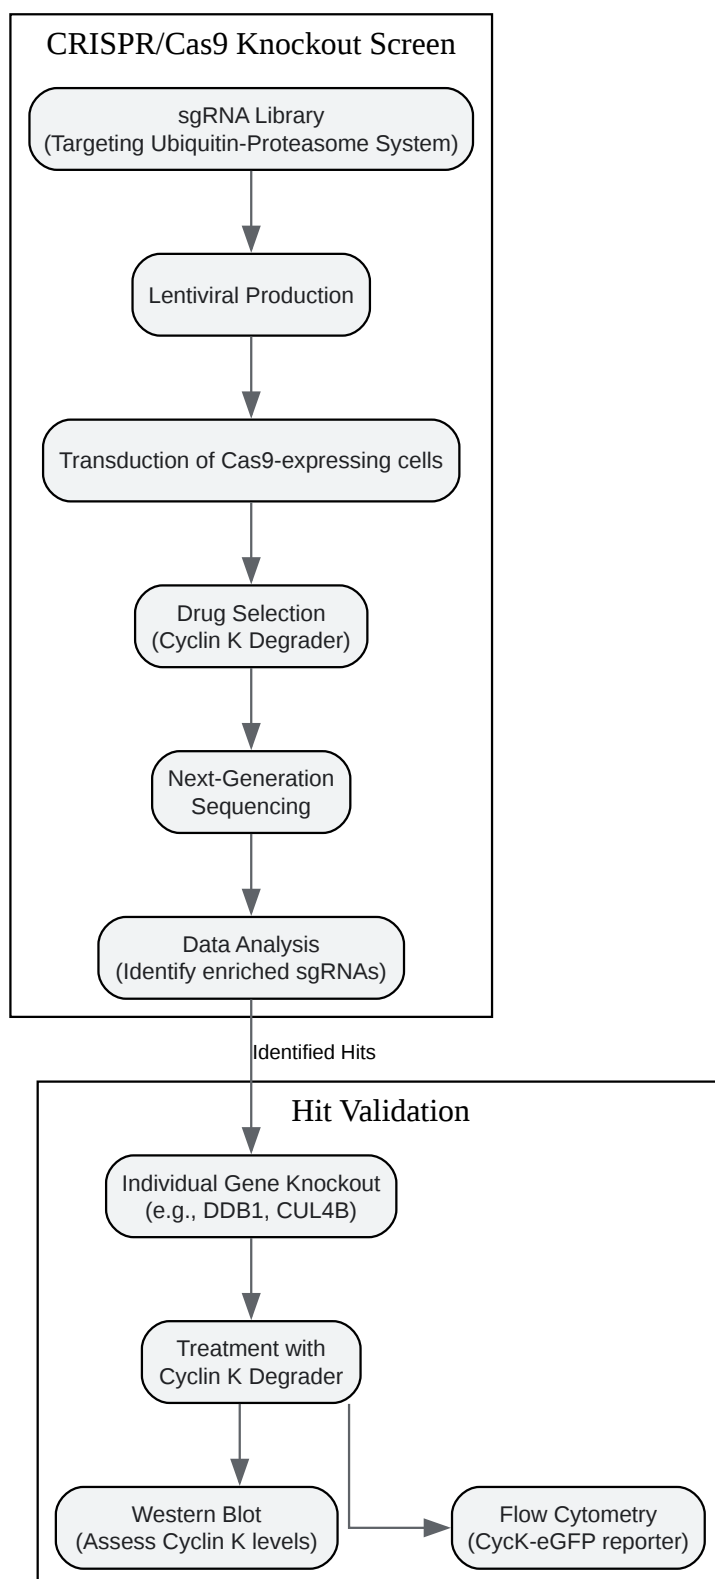 CRISPR/Cas9 Knockout Screen
sgRNA Library
(Targeting Ubiquitin-Proteasome System)
Lentiviral Production
Transduction of Cas9-expressing cells
Drug Selection
(Cyclin K Degrader)
Next-Generation
Sequencing
Data Analysis
(Identify enriched sgRNAs)
Identified Hits
Hit Validation
Individual Gene Knockout
(e.g., DDB1, CUL4B)
Treatment with
Cyclin K Degrader
Western Blot
(Assess Cyclin K levels)
Flow Cytometry
(CycK-eGFP reporter)